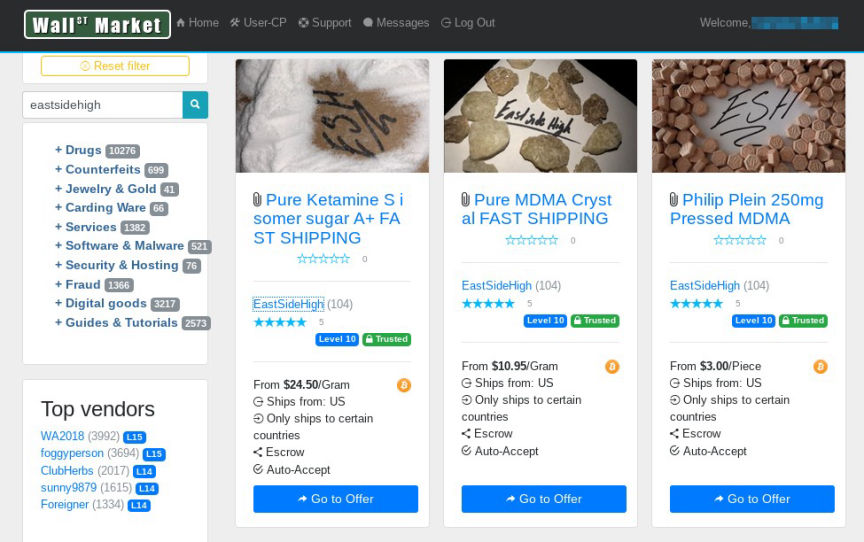 Wall ST Market
Home
User-CP
Support
Messages
Log Out
Welcome,
Reset filter
eastsidehigh
+ Drugs 10276
+ Counterfeits 699
+ Jewelry & Gold 41
+ Carding Ware 66
+ Services 1382
+ Software & Malware 521
+ Security & Hosting 76
+ Fraud 1366
+ Digital goods 3217
+ Guides & Tutorials 2573
Top vendors
WA2018 (3992) L15
foggyperson (3694) L15
ClubHerbs (2017) L14
sunny9879 (1615) L14
Foreigner (1334) L14
ESH
Pure Ketamine S i
somer sugar A+ FA
ST SHIPPING
0
EastSideHigh (104)
5
Level 10 Trusted
From $24.50/Gram
Ships from: US
Only ships to certain
countries
Escrow
Auto-Accept
Go to Offer
EastSideHigh
Pure MDMA Cryst
al FAST SHIPPING
0
EastSideHigh (104)
5
Level 10 Trusted
From $10.95/Gram
Ships from: US
Only ships to certain
countries
Escrow
Auto-Accept
Go to Offer
ESH
Philip Plein 250mg
Pressed MDMA
0
EastSideHigh (104)
5
Level 10 Trusted
From $3.00/Piece
Ships from: US
Only ships to certain
countries
Escrow
Auto-Accept
Go to Offer